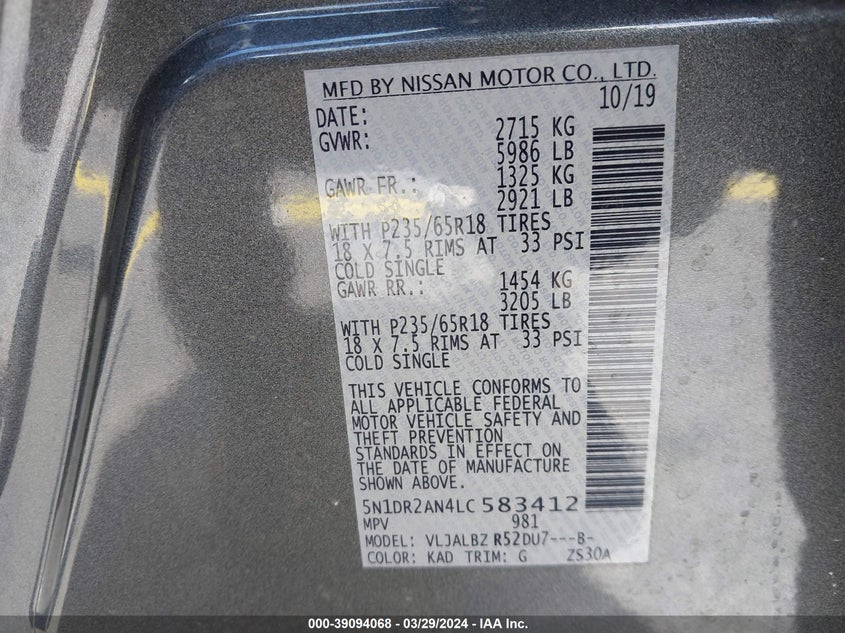 MFD BY NISSAN MOTOR CO., LTD.
DATE: 10/19
GVWR: 2715 KG
5986 LB
GAWR FR.: 1325 KG
2921 LB
WITH P235/65R18 TIRES
18 X 7.5 RIMS AT 33 PSI
COLD SINGLE
GAWR RR.: 1454 KG
3205 LB
WITH P235/65R18 TIRES
18 X 7.5 RIMS AT 33 PSI
COLD SINGLE
THIS VEHICLE CONFORMS TO
ALL APPLICABLE FEDERAL
MOTOR VEHICLE SAFETY AND
THEFT PREVENTION
STANDARDS IN EFFECT ON
THE DATE OF MANUFACTURE
SHOWN ABOVE.
5N1DR2AN4LC583412
MPV 981
MODEL: VLJALBZ R52DU7---B-
COLOR: KAD TRIM: G ZS30A
000-39094068 / 03/29/2024 — IAA Inc.